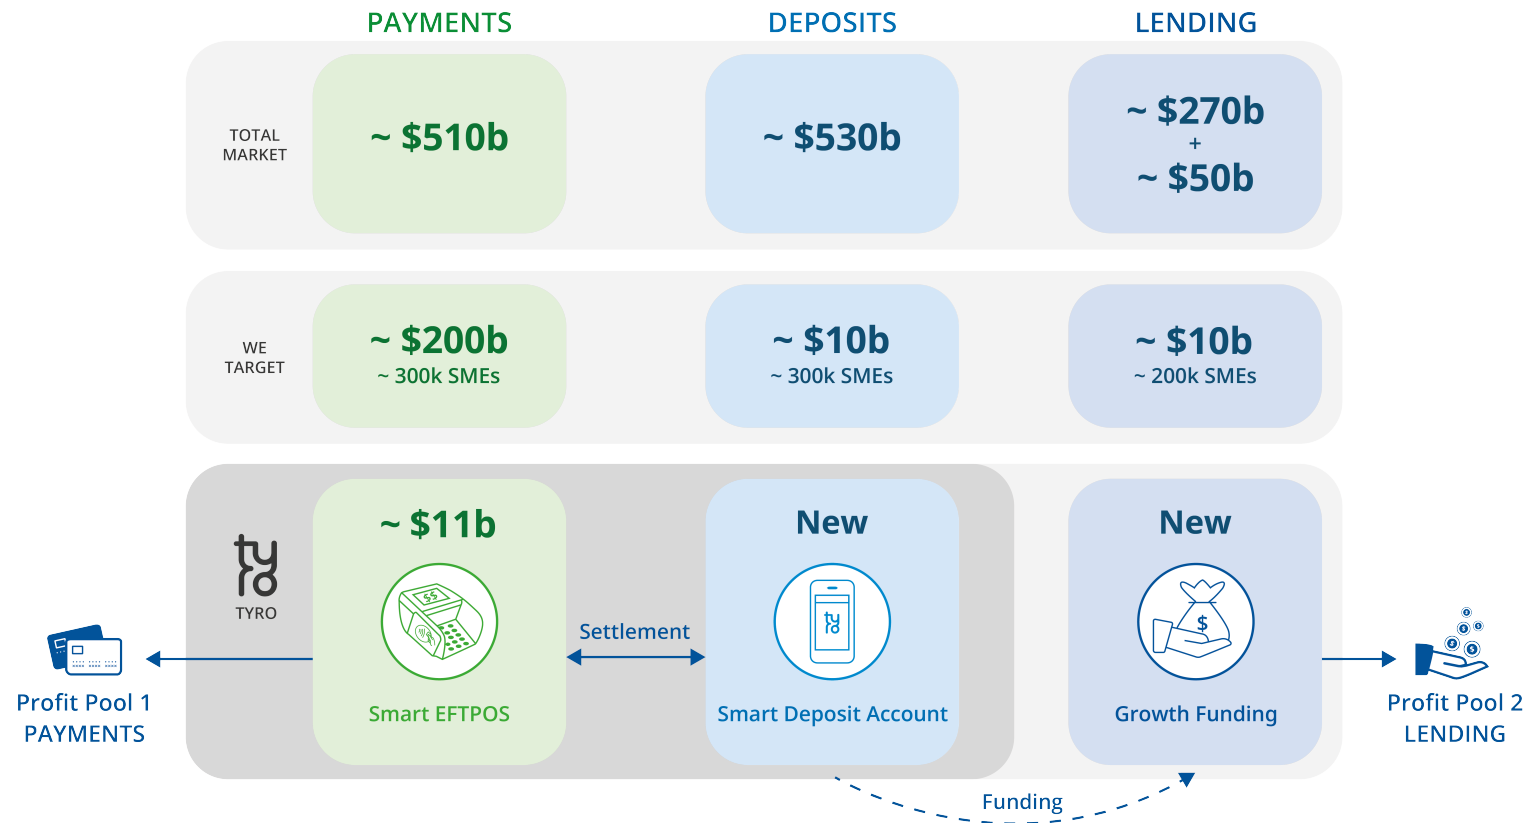 PAYMENTS
DEPOSITS
LENDING
TOTAL
MARKET
~ $510b
~ $530b
~ $270b
+
~ $50b
WE
TARGET
~ $200b
~ 300k SMEs
~ $10b
~ 300k SMEs
~ $10b
~ 200k SMEs
tyro
TYRO
~ $11b
$$
Smart EFTPOS
Settlement
New
tyro
Smart Deposit Account
New
$
Growth Funding
Profit Pool 1
PAYMENTS
$
$
$
$
$
Profit Pool 2
LENDING
Funding